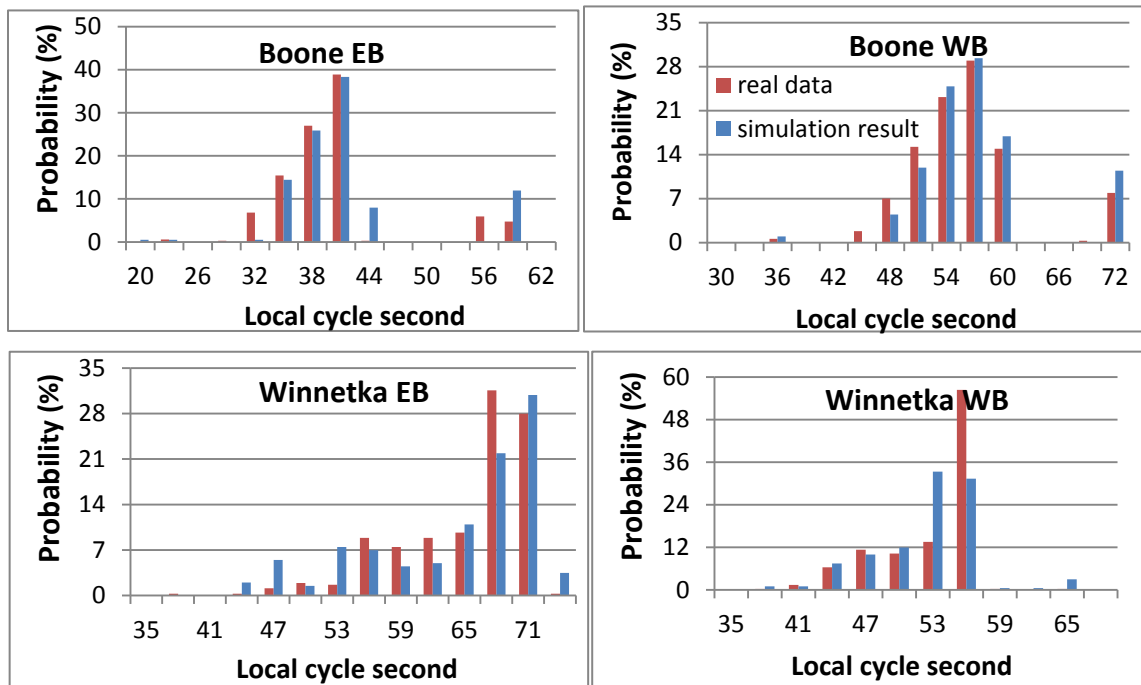 Boone EB
Probability (%)
50
40
30
20
10
0
20 26 32 38 44 50 56 62
Local cycle second
Boone WB
Probability (%)
35
28
21
14
7
0
real data
simulation result
30 36 42 48 54 60 66 72
Local cycle second
Winnetka EB
Probability (%)
35
28
21
14
7
0
35 41 47 53 59 65 71
Local cycle second
Winnetka WB
Probability (%)
60
48
36
24
12
0
35 41 47 53 59 65
Local cycle second